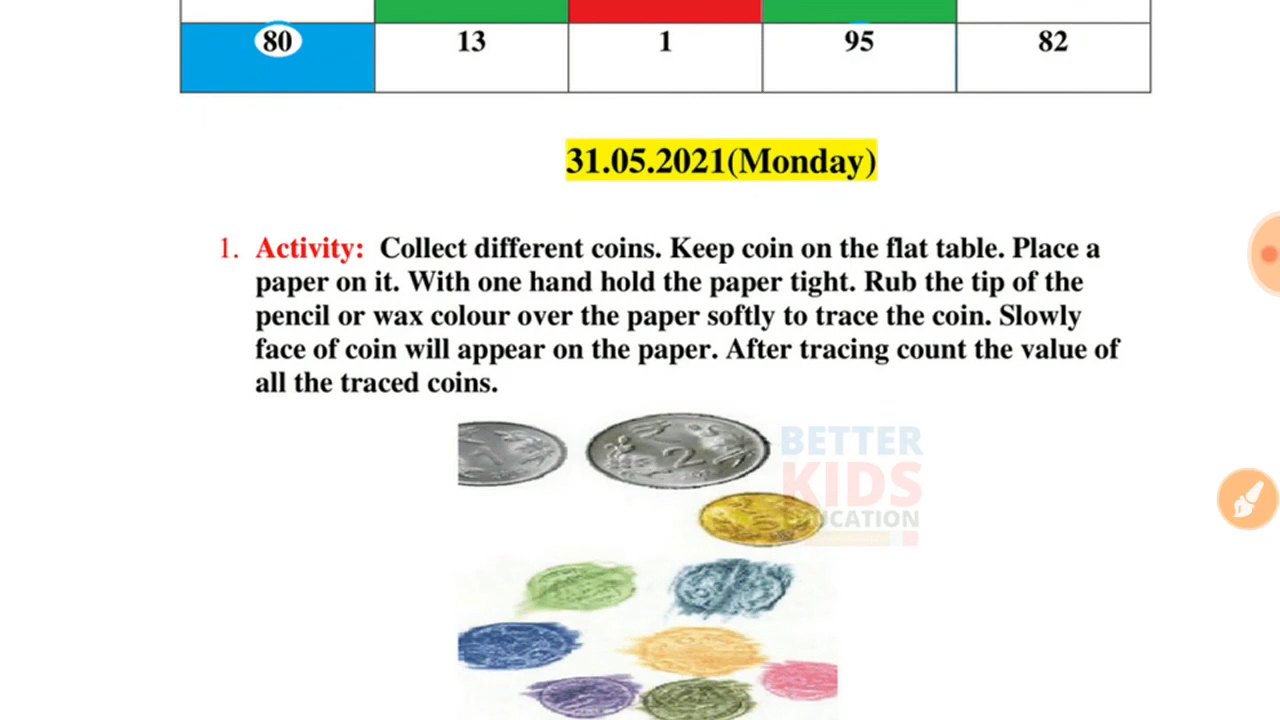 80 13 1 95 82
31.05.2021(Monday)
1. Activity: Collect different coins. Keep coin on the flat table. Place a
paper on it. With one hand hold the paper tight. Rub the tip of the
pencil or wax colour over the paper softly to trace the coin. Slowly
face of coin will appear on the paper. After tracing count the value of
all the traced coins.
2
BETTER
KIDS
5